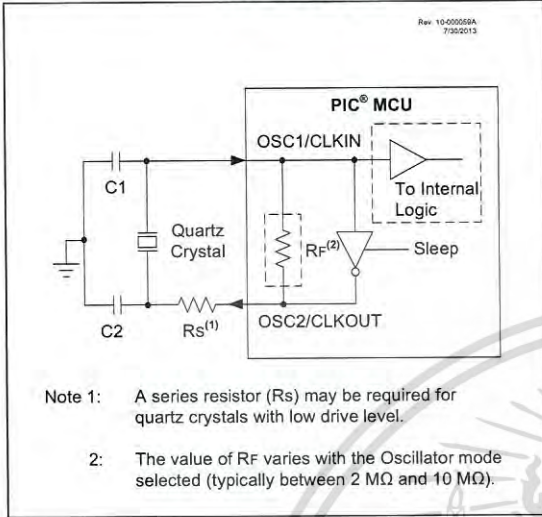 Rev. 10-000059A
7/30/2013
PIC® MCU
OSC1/CLKIN
C1
To Internal
Logic
Quartz
Crystal
RF(2)
Sleep
C2
RS(1)
OSC2/CLKOUT
Note 1: A series resistor (Rs) may be required for
quartz crystals with low drive level.
2: The value of RF varies with the Oscillator mode
selected (typically between 2 MΩ and 10 MΩ).